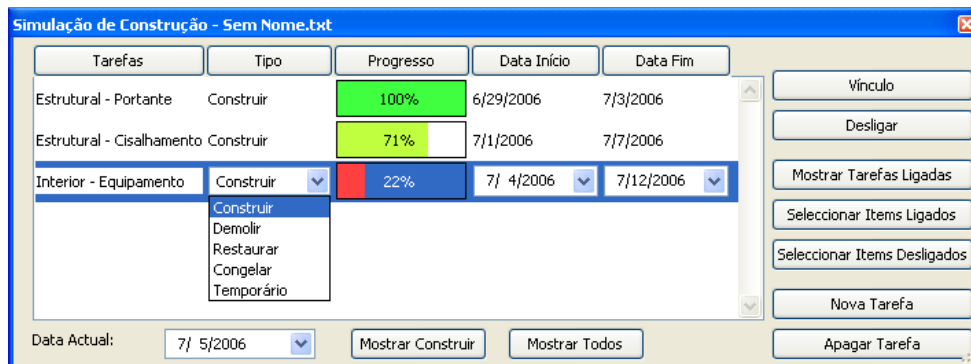 Simulação de Construção - Sem Nome.txt
Tarefas Tipo Progresso Data Início Data Fim
Estrutural - Portante Construir 100% 6/29/2006 7/3/2006
Estrutural - Cisalhamento Construir 71% 7/1/2006 7/7/2006
Interior - Equipamento Construir 22% 7/ 4/2006 7/12/2006
Construir
Demolir
Restaurar
Congelar
Temporário
Vínculo
Desligar
Mostrar Tarefas Ligadas
Seleccionar Items Ligados
Seleccionar Items Desligados
Nova Tarefa
Apagar Tarefa
Data Actual: 7/ 5/2006 Mostrar Construir Mostrar Todos